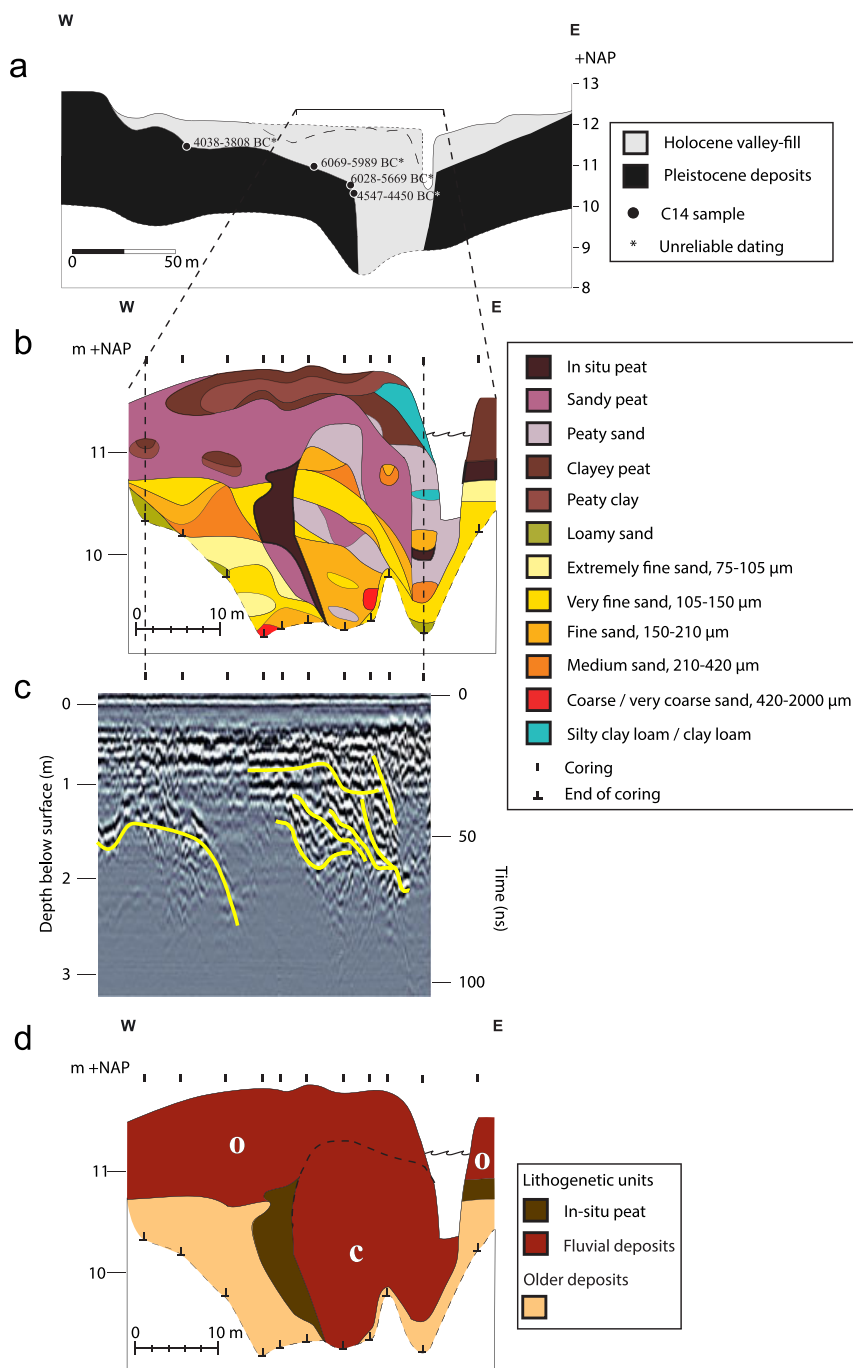 W
E
a
+NAP
13
12
11
10
9
8
4038-3808 BC*
6069-5989 BC*
6028-5669 BC*
4547-4450 BC*
0 50 m
Holocene valley-fill
Pleistocene deposits
C14 sample
* Unreliable dating
W
E
b
m +NAP
11
10
0 10 m
In situ peat
Sandy peat
Peaty sand
Clayey peat
Peaty clay
Loamy sand
Extremely fine sand, 75-105 µm
Very fine sand, 105-150 µm
Fine sand, 150-210 µm
Medium sand, 210-420 µm
Coarse / very coarse sand, 420-2000 µm
Silty clay loam / clay loam
Coring
End of coring
c
0
1
2
3
Depth below surface (m)
0
50
100
Time (ns)
W
E
d
m +NAP
11
10
o
o
c
0 10 m
Lithogenetic units
In-situ peat
Fluvial deposits
Older deposits